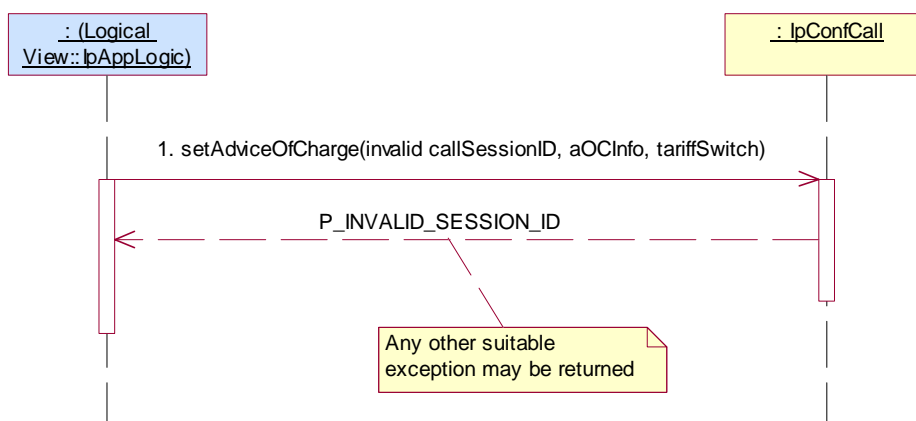 : (Logical
View::IpAppLogic)
: IpConfCall
1. setAdviceOfCharge(invalid callSessionID, aOCInfo, tariffSwitch)
P_INVALID_SESSION_ID
Any other suitable
exception may be returned